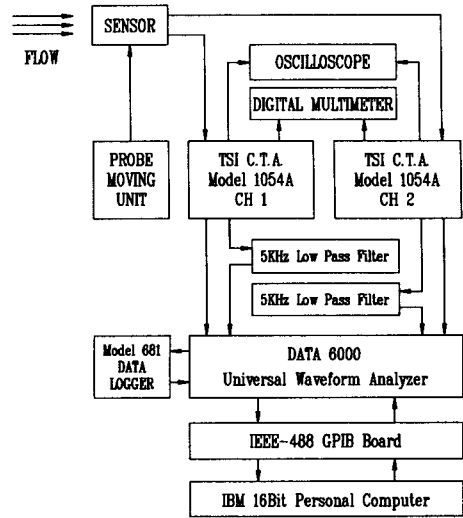 SENSOR
FLOW
OSCILLOSCOPE
DIGITAL MULTIMETER
PROBE
MOVING
UNIT
TSI C.T.A.
Model 1054A
CH 1
TSI C.T.A.
Model 1054A
CH 2
5KHz Low Pass Filter
5KHz Low Pass Filter
Model 681
DATA
LOGGER
DATA 6000
Universal Waveform Analyzer
IEEE-488 GPIB Board
IBM 16Bit Personal Computer